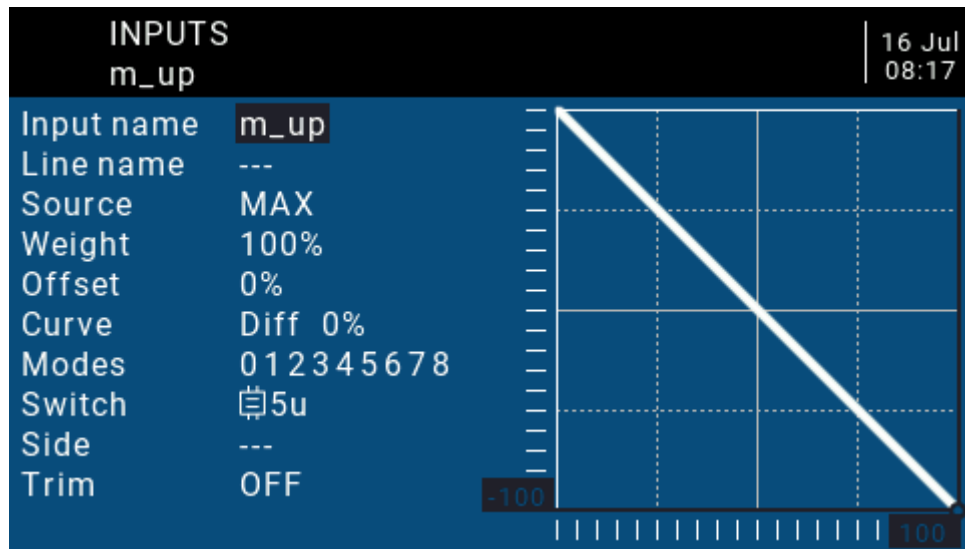 INPUTS
m_up
16 Jul
08:17
Input name m_up
Line name ---
Source MAX
Weight 100%
Offset 0%
Curve Diff 0%
Modes 012345678
Switch 5u
Side ---
Trim OFF
-100
100